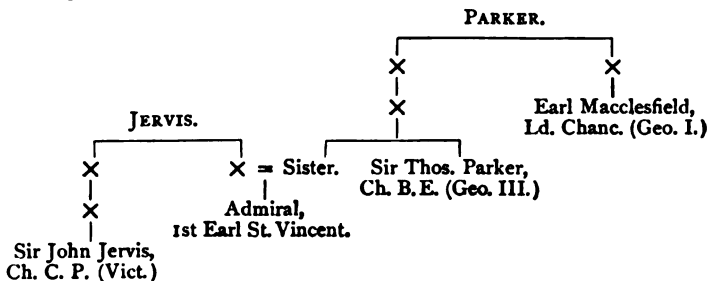 PARKER.
Earl Macclesfield,
Ld. Chanc. (Geo. I.)
JERVIS.
= Sister.
Sir Thos. Parker,
Ch. B. E. (Geo. III.)
Admiral,
1st Earl St. Vincent.
Sir John Jervis,
Ch. C. P. (Vict.)